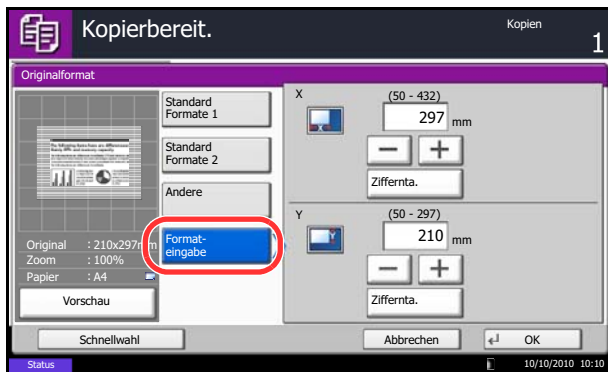 Kopierbereit.
Kopien
1
Originalformat
Standard
Formate 1
Standard
Formate 2
Andere
Format-
eingabe
Original : 210x297mm
Zoom : 100%
Papier : A4
Vorschau
X
(50 - 432)
297 mm
Zifferntа.
Y
(50 - 297)
210 mm
Ziffernta.
Schnellwahl
Abbrechen
OK
Status
10/10/2010 10:10